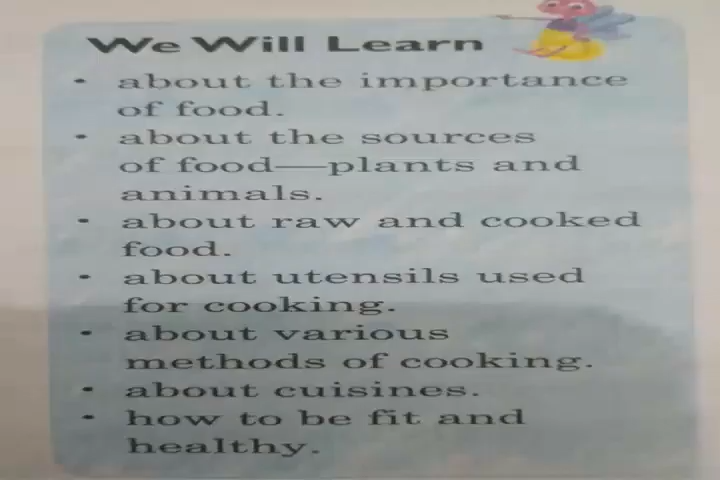 We Will Learn
• about the importance
of food.
• about the sources
of food—plants and
animals.
• about raw and cooked
food.
• about utensils used
for cooking.
• about various
methods of cooking.
• about cuisines.
• how to be fit and
healthy.